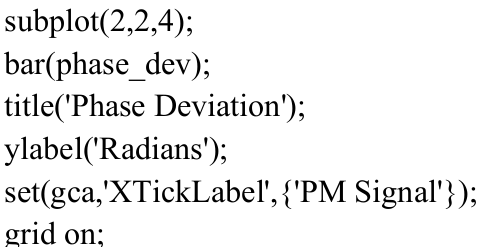 subplot(2,2,4);
bar(phase_dev);
title('Phase Deviation');
ylabel('Radians');
set(gca,'XTickLabel',{'PM Signal'});
grid on;